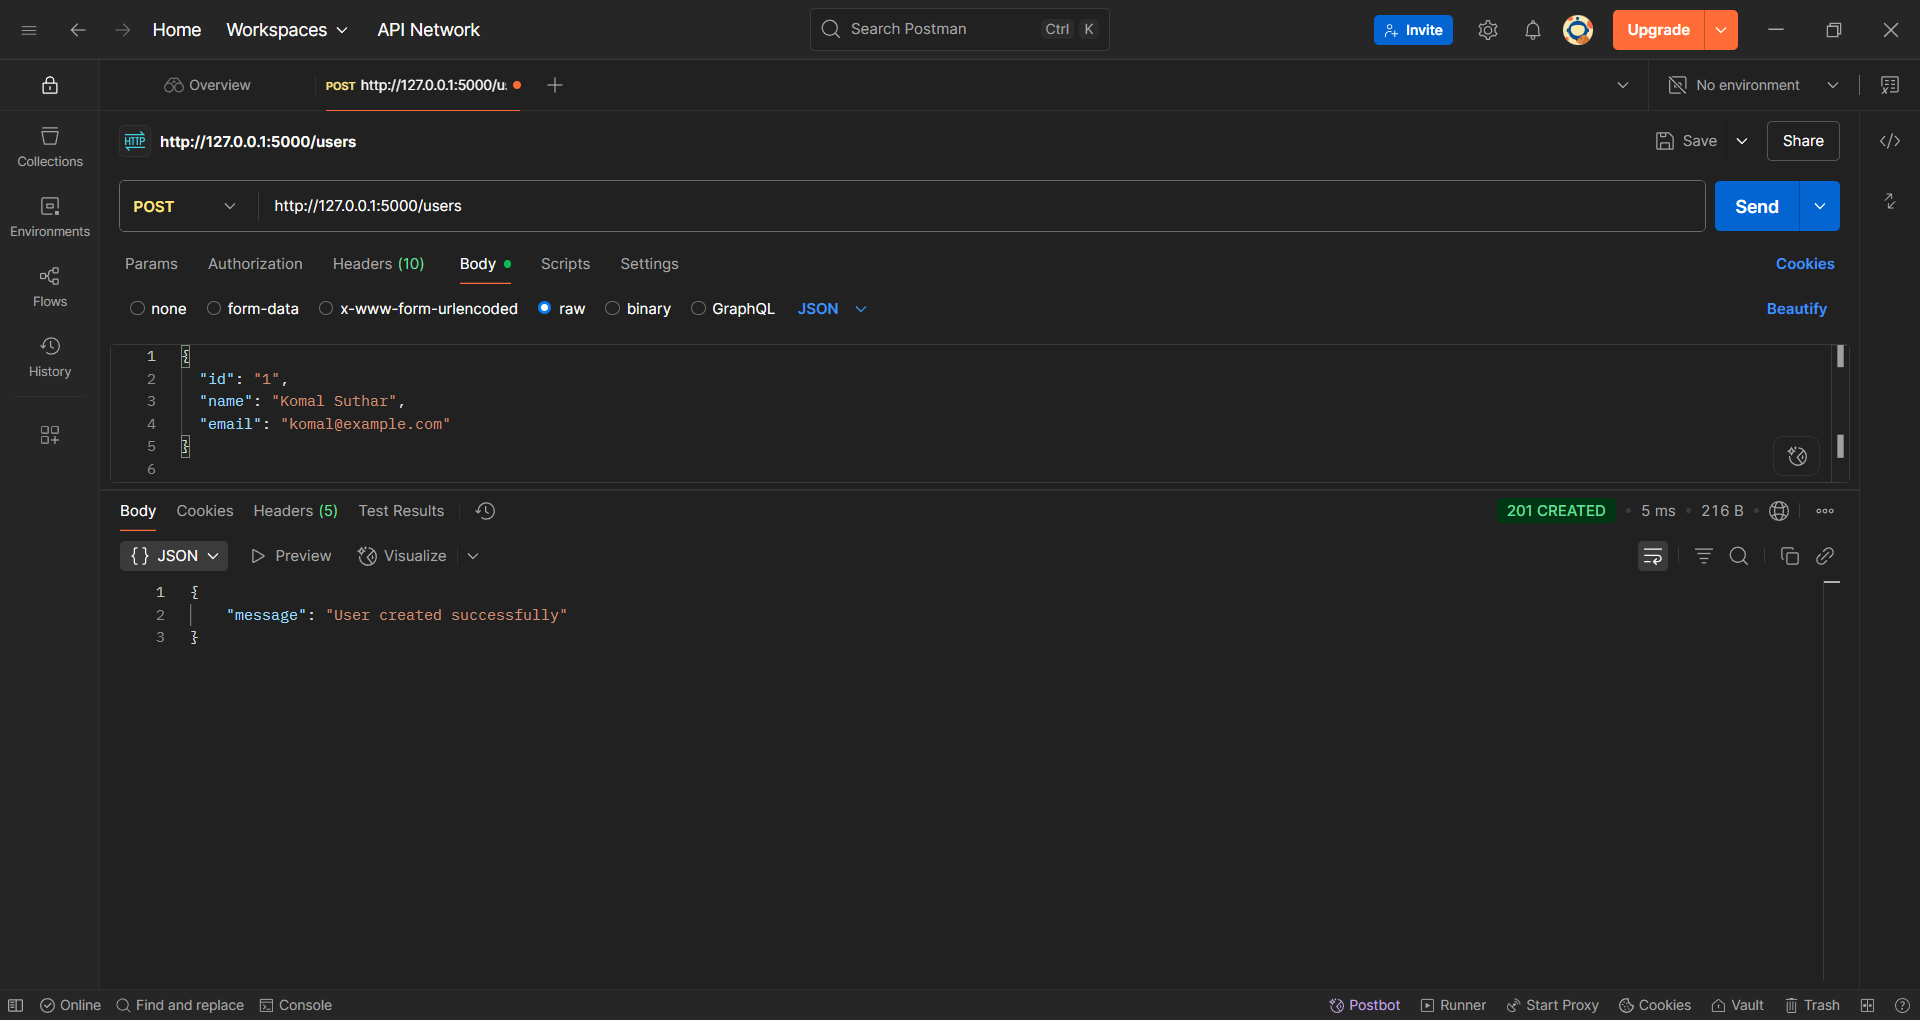 Home Workspaces API Network Search Postman Ctrl K Invite Upgrade
Overview POST http://127.0.0.1:5000/u. No environment
HTTP http://127.0.0.1:5000/users Save Share
POST http://127.0.0.1:5000/users Send
Params Authorization Headers (10) Body Scripts Settings Cookies
none form-data x-www-form-urlencoded raw binary GraphQL JSON Beautify
1 {
2 "id": "1",
3 "name": "Komal Suthar",
4 "email": "komal@example.com"
5 }
6
Body Cookies Headers (5) Test Results 201 CREATED 5 ms 216 B
{} JSON Preview Visualize
1 {
2 "message": "User created successfully"
3 }
Collections
Environments
Flows
History
Online Find and replace Console Postbot Runner Start Proxy Cookies Vault Trash